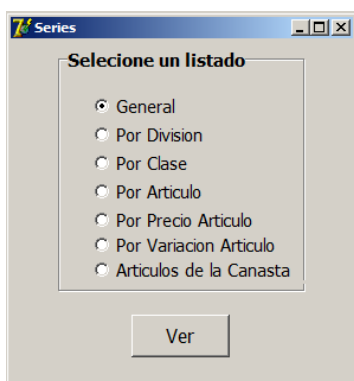 Series
Selecione un listado
General
Por Division
Por Clase
Por Articulo
Por Precio Articulo
Por Variacion Articulo
Articulos de la Canasta
Ver